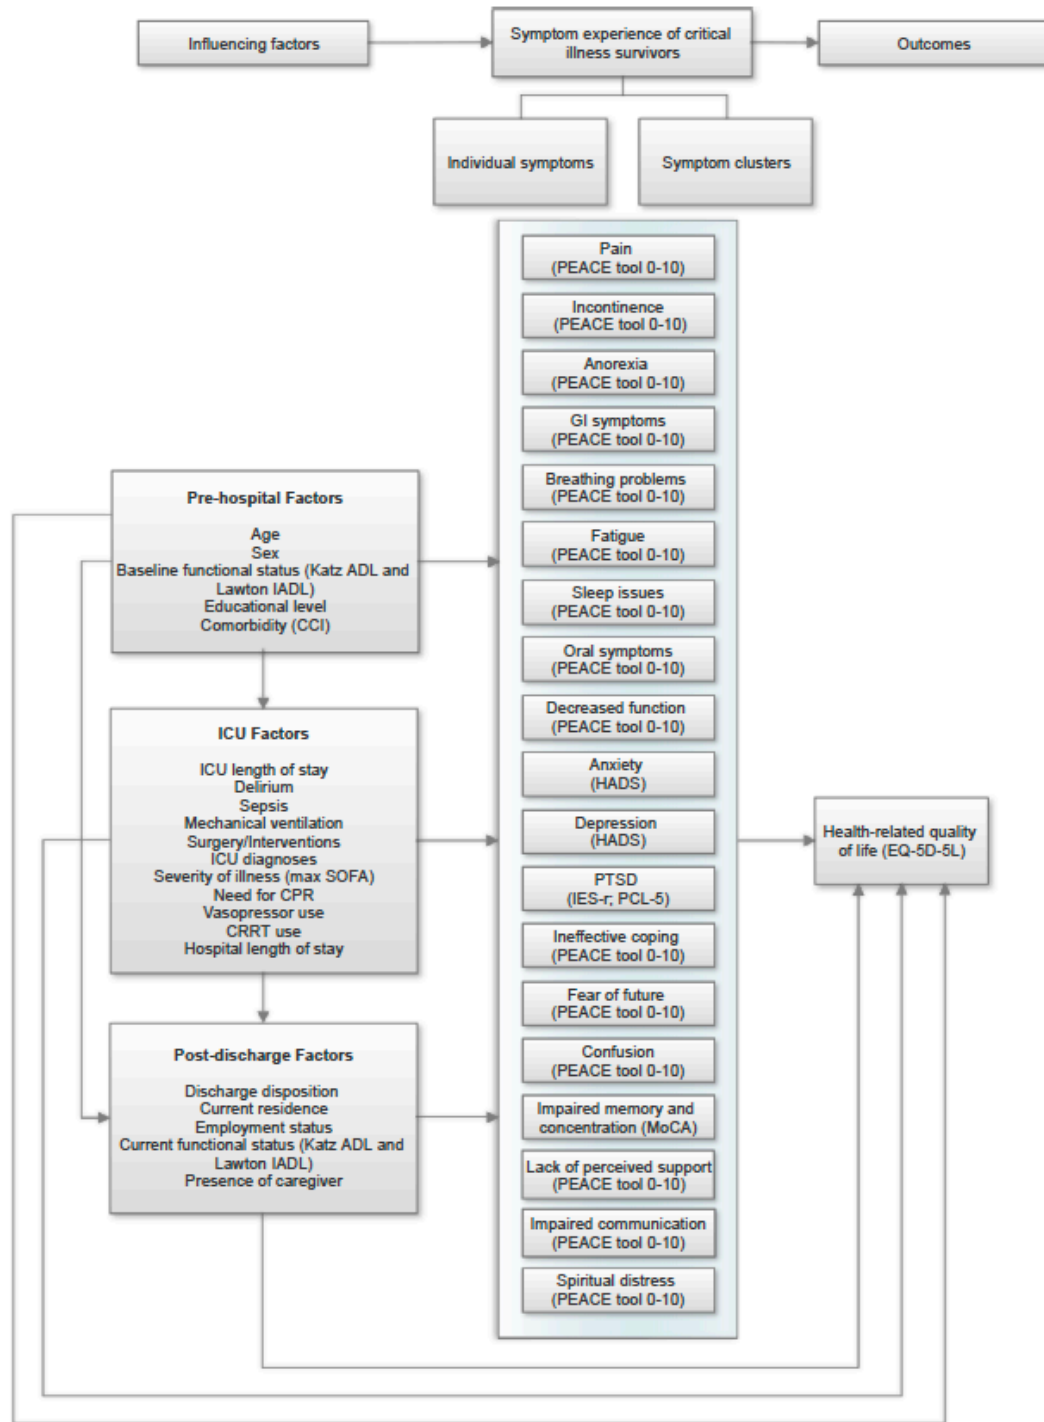 Influencing factors
Symptom experience of critical
illness survivors
Outcomes
Individual symptoms
Symptom clusters
Pain
(PEACE tool 0-10)
Incontinence
(PEACE tool 0-10)
Anorexia
(PEACE tool 0-10)
GI symptoms
(PEACE tool 0-10)
Breathing problems
(PEACE tool 0-10)
Fatigue
(PEACE tool 0-10)
Sleep issues
(PEACE tool 0-10)
Oral symptoms
(PEACE tool 0-10)
Decreased function
(PEACE tool 0-10)
Anxiety
(HADS)
Depression
(HADS)
PTSD
(IES-r; PCL-5)
Ineffective coping
(PEACE tool 0-10)
Fear of future
(PEACE tool 0-10)
Confusion
(PEACE tool 0-10)
Impaired memory and
concentration (MoCA)
Lack of perceived support
(PEACE tool 0-10)
Impaired communication
(PEACE tool 0-10)
Spiritual distress
(PEACE tool 0-10)
Pre-hospital Factors
Age
Sex
Baseline functional status (Katz ADL and
Lawton IADL)
Educational level
Comorbidity (CCI)
ICU Factors
ICU length of stay
Delirium
Sepsis
Mechanical ventilation
Surgery/Interventions
ICU diagnoses
Severity of illness (max SOFA)
Need for CPR
Vasopressor use
CRRT use
Hospital length of stay
Post-discharge Factors
Discharge disposition
Current residence
Employment status
Current functional status (Katz ADL and
Lawton IADL)
Presence of caregiver
Health-related quality
of life (EQ-5D-5L)